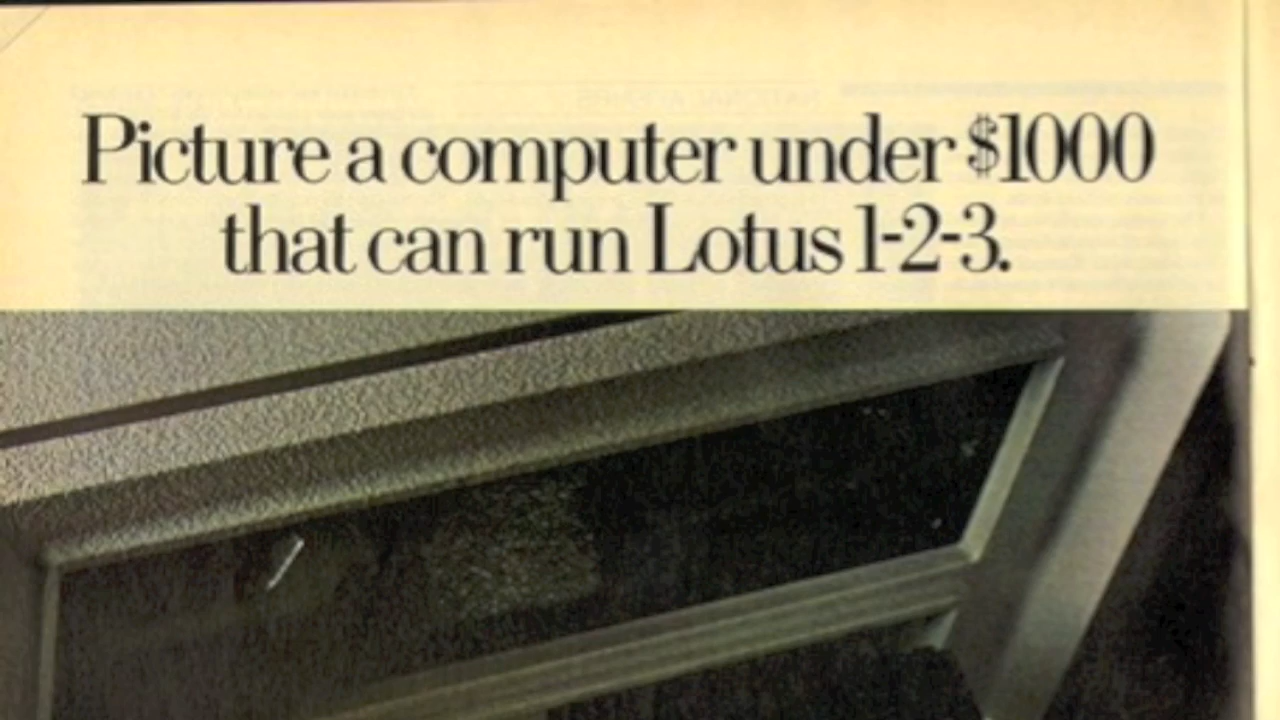 Picture a computer under $1000
that can run Lotus 1-2-3.